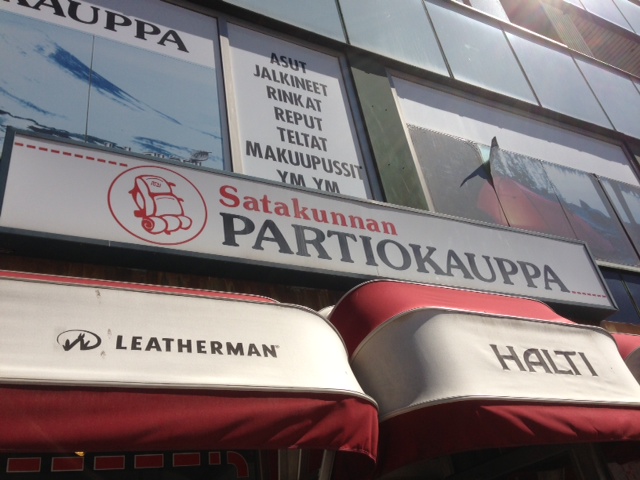 KAUPPA
ASUT
JALKINEET
RINKAT
REPUT
TELTAT
MAKUUPUSSIT
YM YM
Satakunnan
PARTIOKAUPPA
LEATHERMAN
HALTI